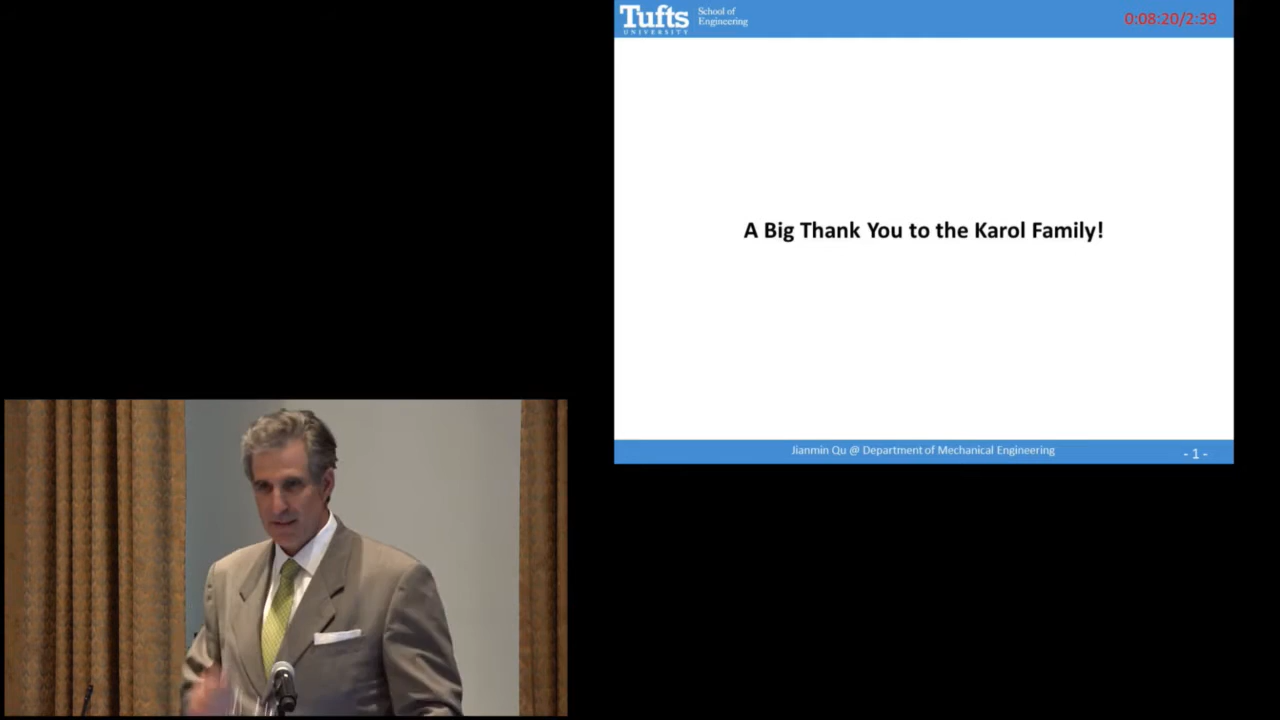 Tufts
UNIVERSITY
School of
Engineering
0:08:20/2:39
A Big Thank You to the Karol Family!
Jianmin Qu @ Department of Mechanical Engineering
- 1 -